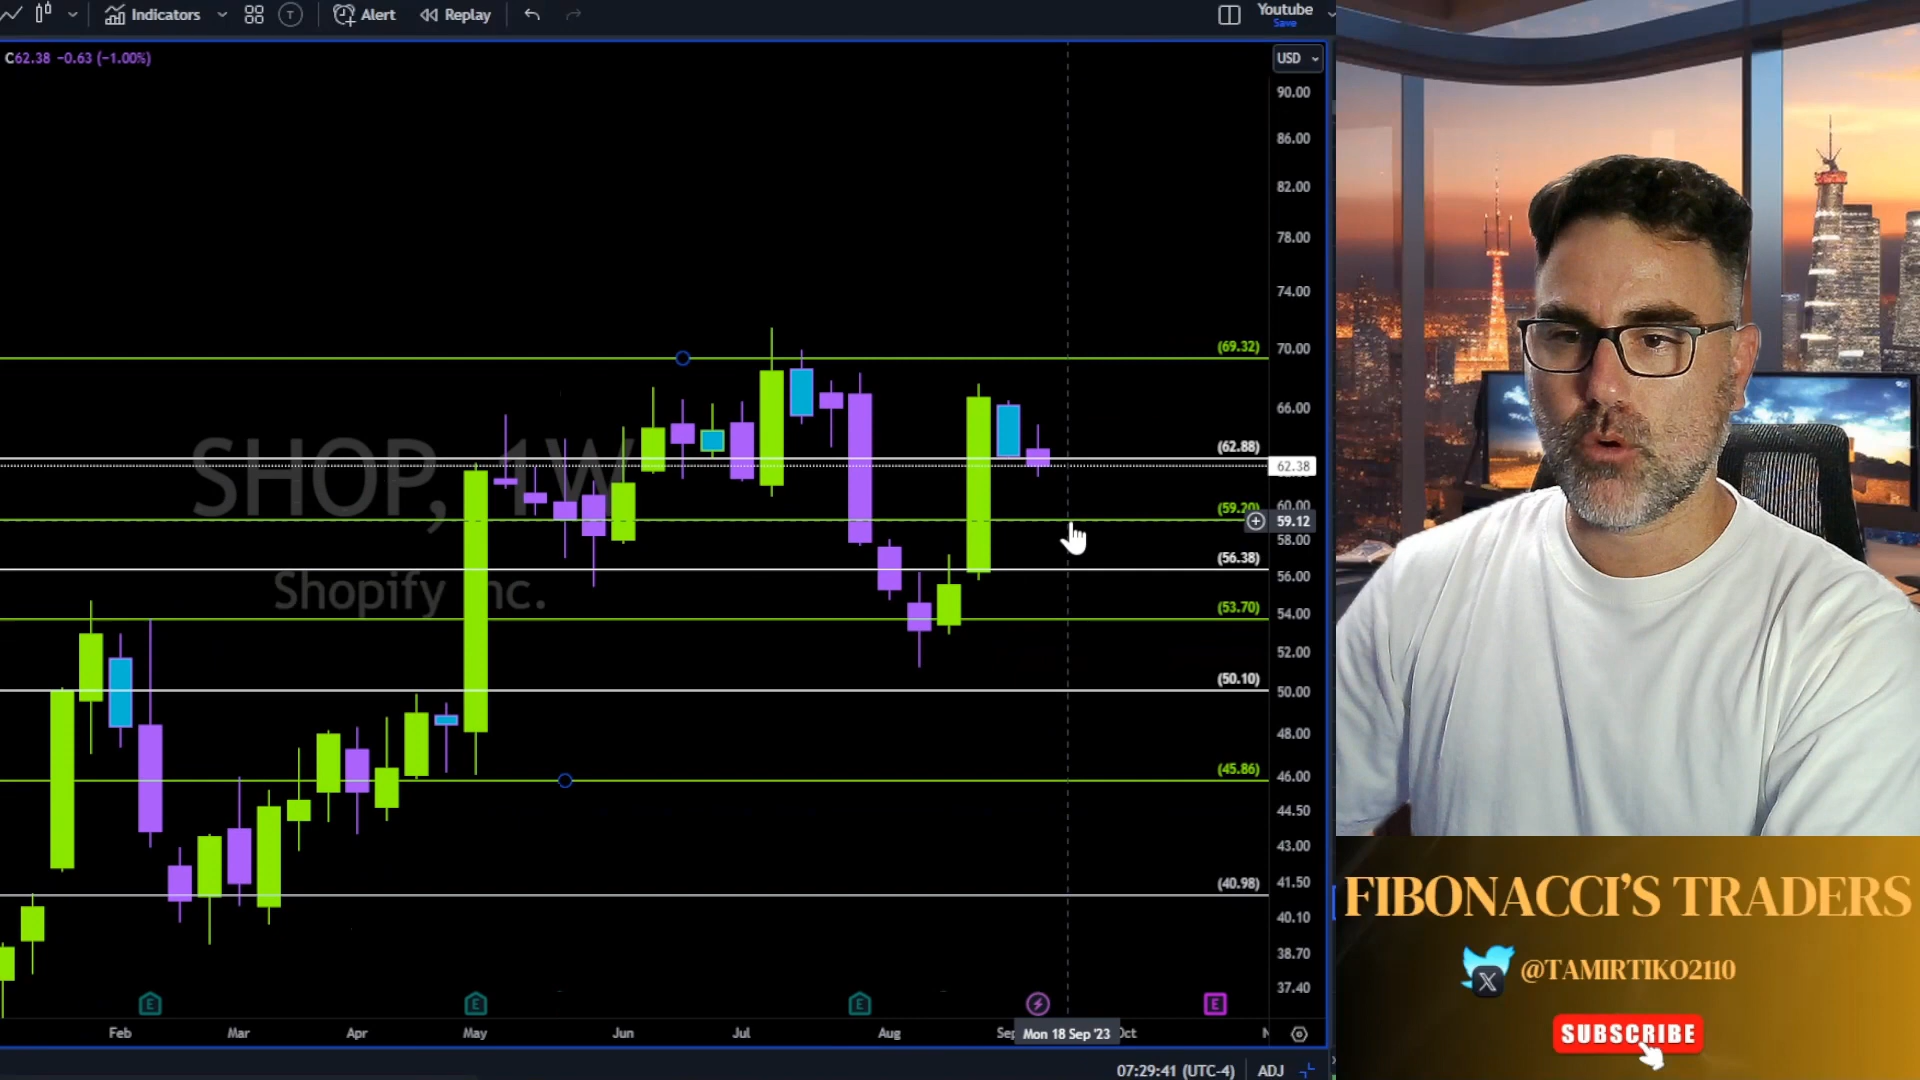 Indicators
T
Alert
Replay
Youtube
Save
C62.38 −0.63 (−1.00%)
USD
90.00
86.00
82.00
78.00
74.00
70.00
66.00
62.38
60.00
59.12
58.00
56.00
54.00
52.00
50.00
48.00
46.00
44.50
43.00
41.50
40.10
38.70
37.40
(69.32)
(62.88)
(59.20)
(56.38)
(53.70)
(50.10)
(45.86)
(40.98)
SHOP, 1W
Shopify Inc.
E
E
E
E
Feb
Mar
Apr
May
Jun
Jul
Aug
Sep
Mon 18 Sep '23
Oct
07:29:41 (UTC-4)
ADJ
FIBONACCI'S TRADERS
X
@TAMIRTIKO2110
SUBSCRIBE